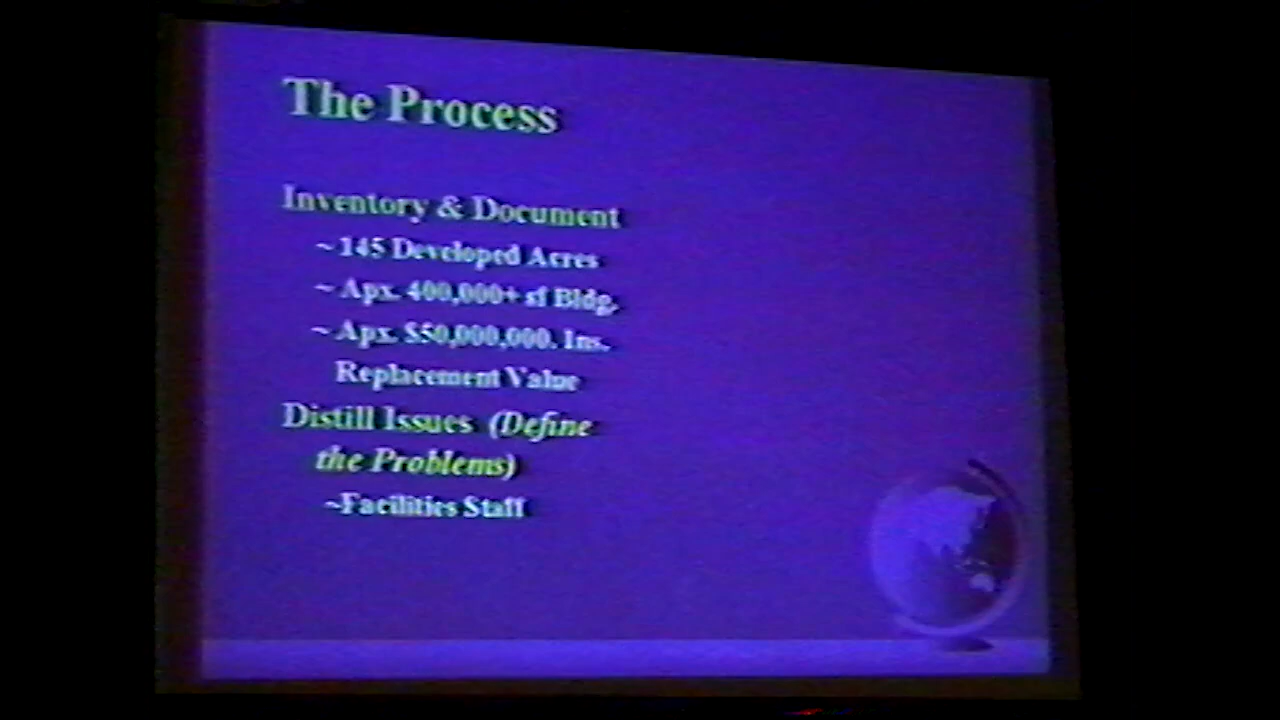 The Process
Inventory & Document
~ 145 Developed Acres
~ Apx. 400,000+ sf Bldg.
~ Apx. $50,000,000. Ins.
Replacement Value
Distill Issues (Define
the Problems)
~Facilities Staff